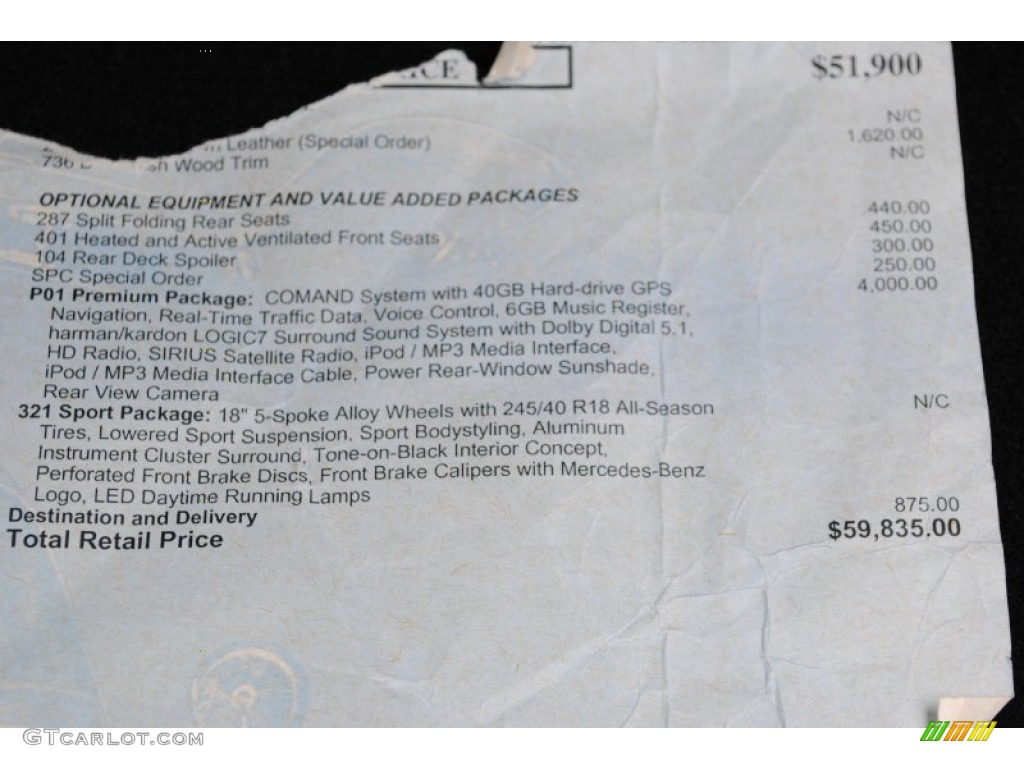 $51,900
N/C
Leather (Special Order) 1,620.00
Wood Trim N/C
OPTIONAL EQUIPMENT AND VALUE ADDED PACKAGES
287 Split Folding Rear Seats 440.00
401 Heated and Active Ventilated Front Seats 450.00
104 Rear Deck Spoiler 300.00
SPC Special Order 250.00
P01 Premium Package: COMAND System with 40GB Hard-drive GPS 4,000.00
Navigation, Real-Time Traffic Data, Voice Control, 6GB Music Register,
harman/kardon LOGIC7 Surround Sound System with Dolby Digital 5.1,
HD Radio, SIRIUS Satellite Radio, iPod / MP3 Media Interface,
iPod / MP3 Media Interface Cable, Power Rear-Window Sunshade,
Rear View Camera
321 Sport Package: 18" 5-Spoke Alloy Wheels with 245/40 R18 All-Season N/C
Tires, Lowered Sport Suspension, Sport Bodystyling, Aluminum
Instrument Cluster Surround, Tone-on-Black Interior Concept,
Perforated Front Brake Discs, Front Brake Calipers with Mercedes-Benz
Logo, LED Daytime Running Lamps
Destination and Delivery 875.00
Total Retail Price $59,835.00
GTCARLOT.COM